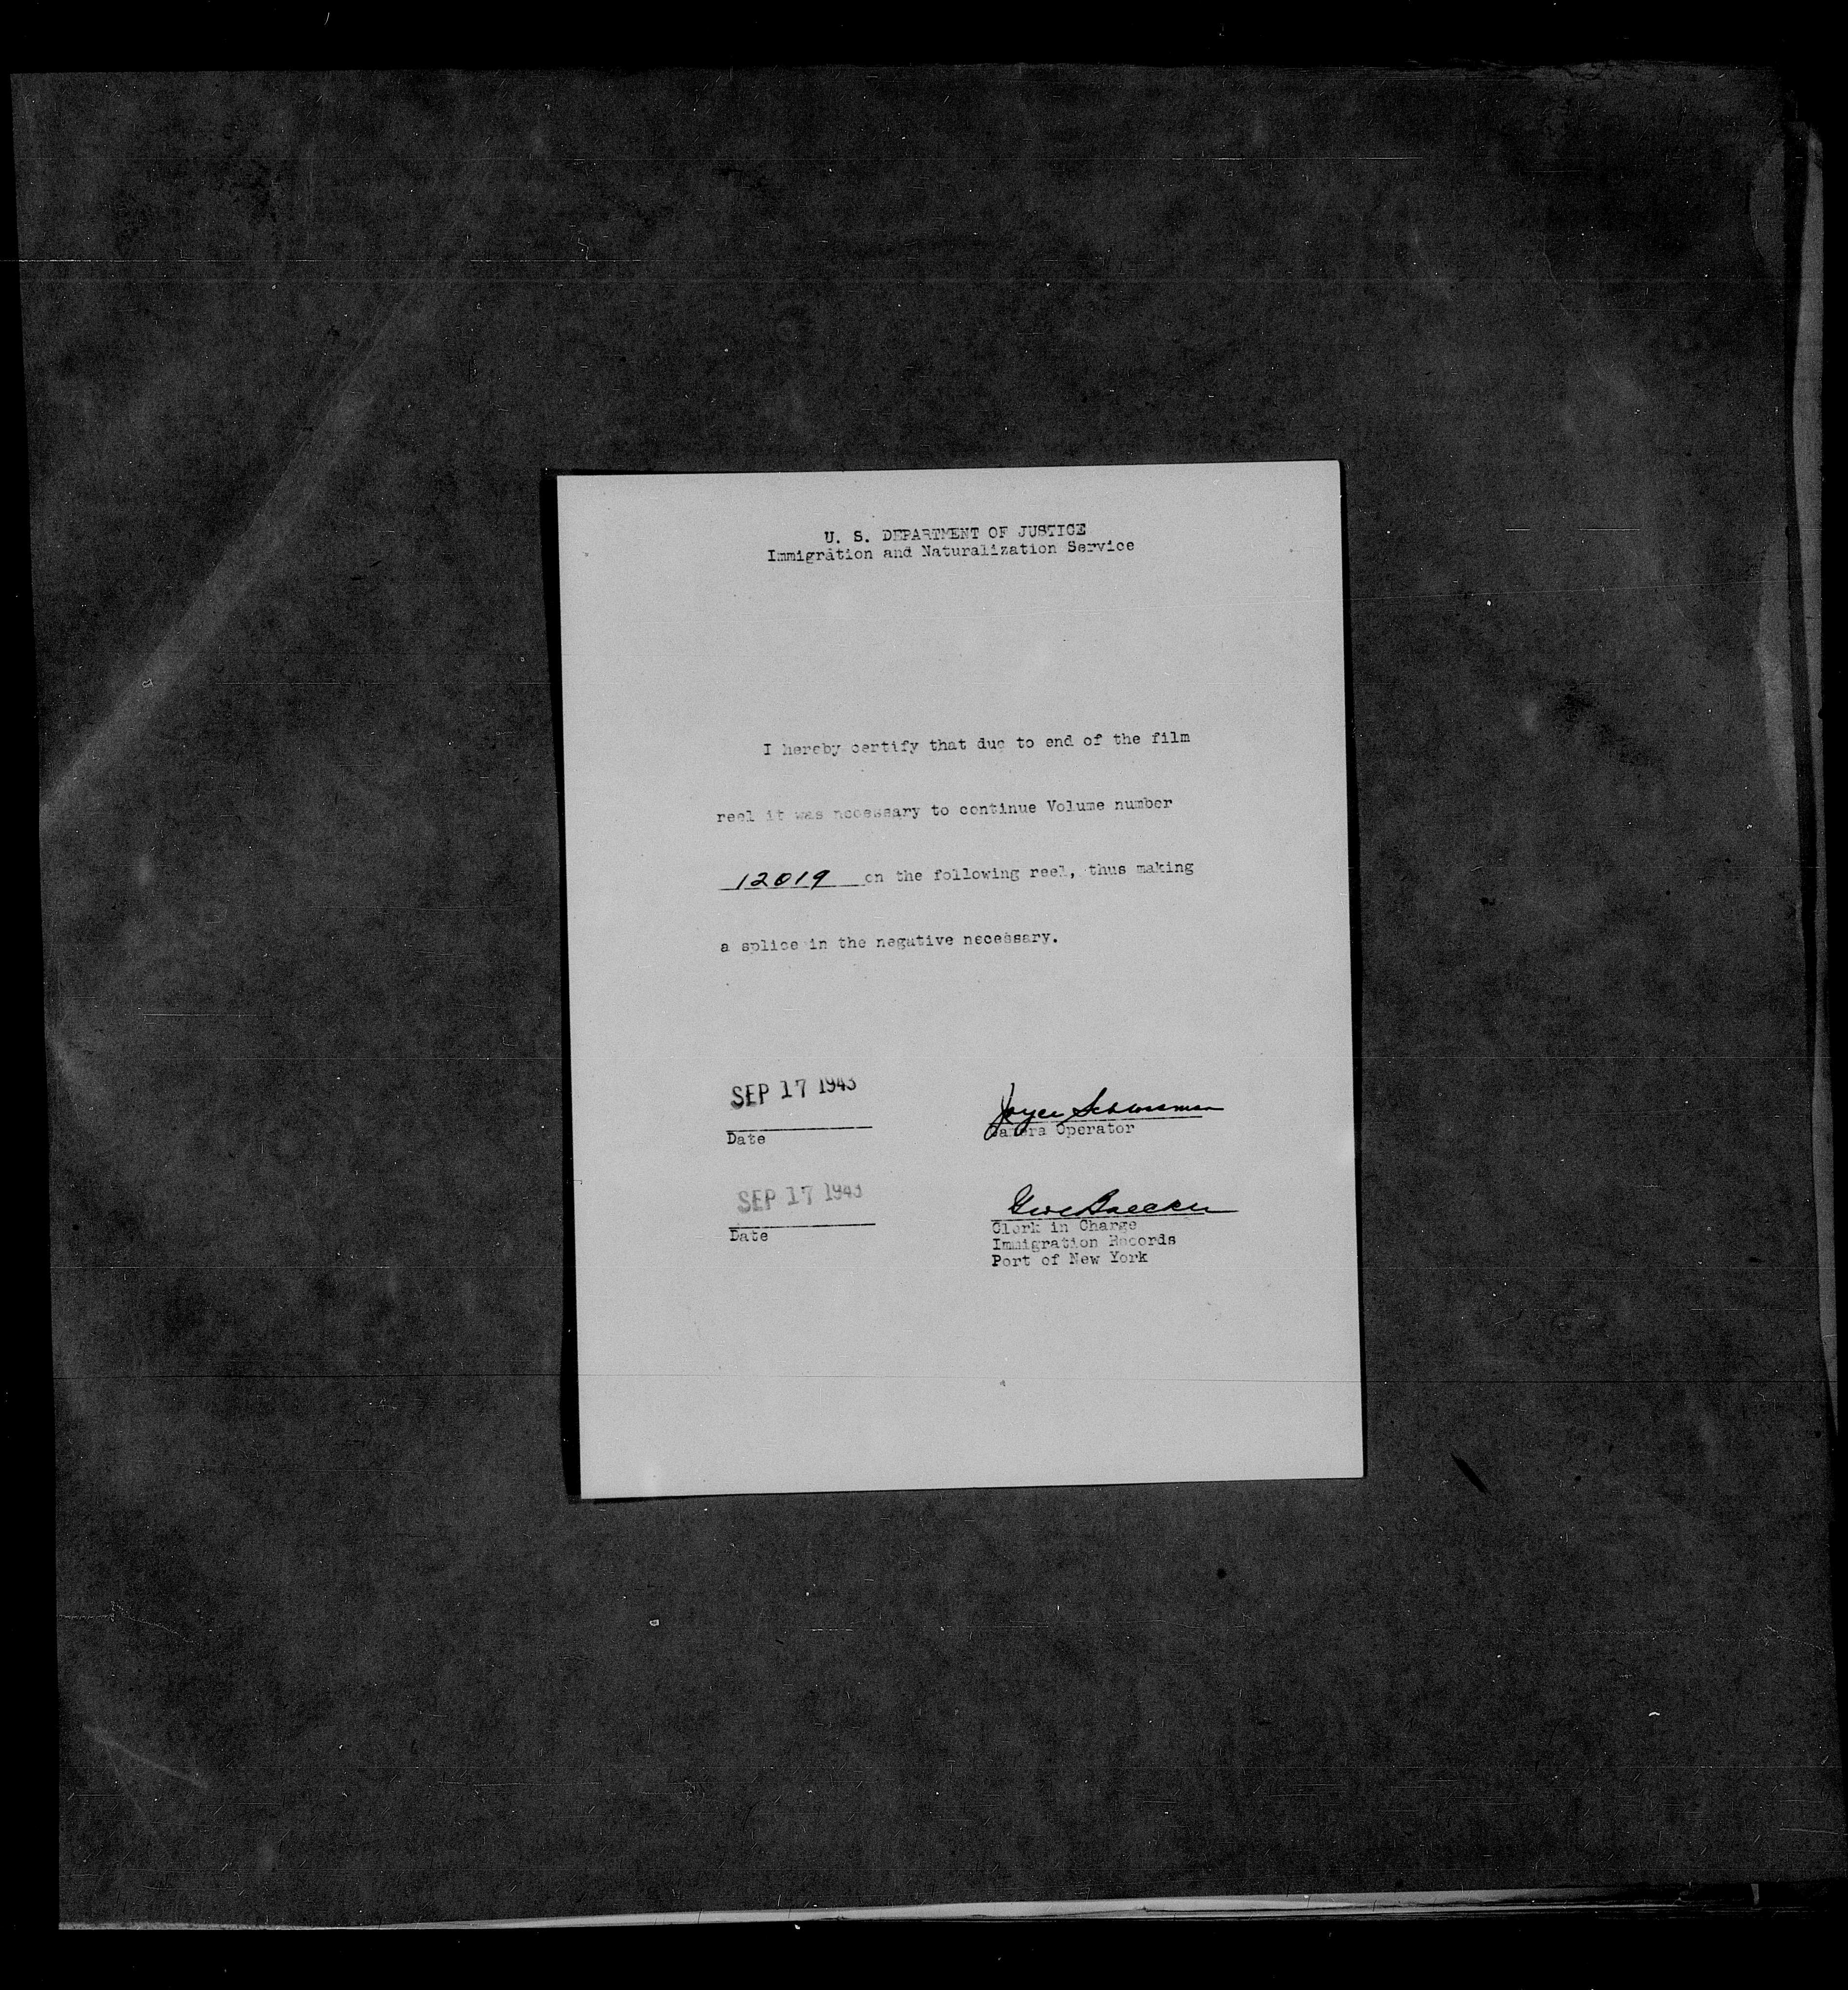 U. S. DEPARTMENT OF JUSTICE
Immigration and Naturalization Service
I hereby certify that due to end of the film
reel it was necessary to continue Volume number
12019 on the following reel, thus making
a splice in the negative necessary.
SEP 17 1943
Joyce Schlossman
Date
Camera Operator
SEP 17 1943
Date
Clerk in Charge
Immigration Records
Port of New York